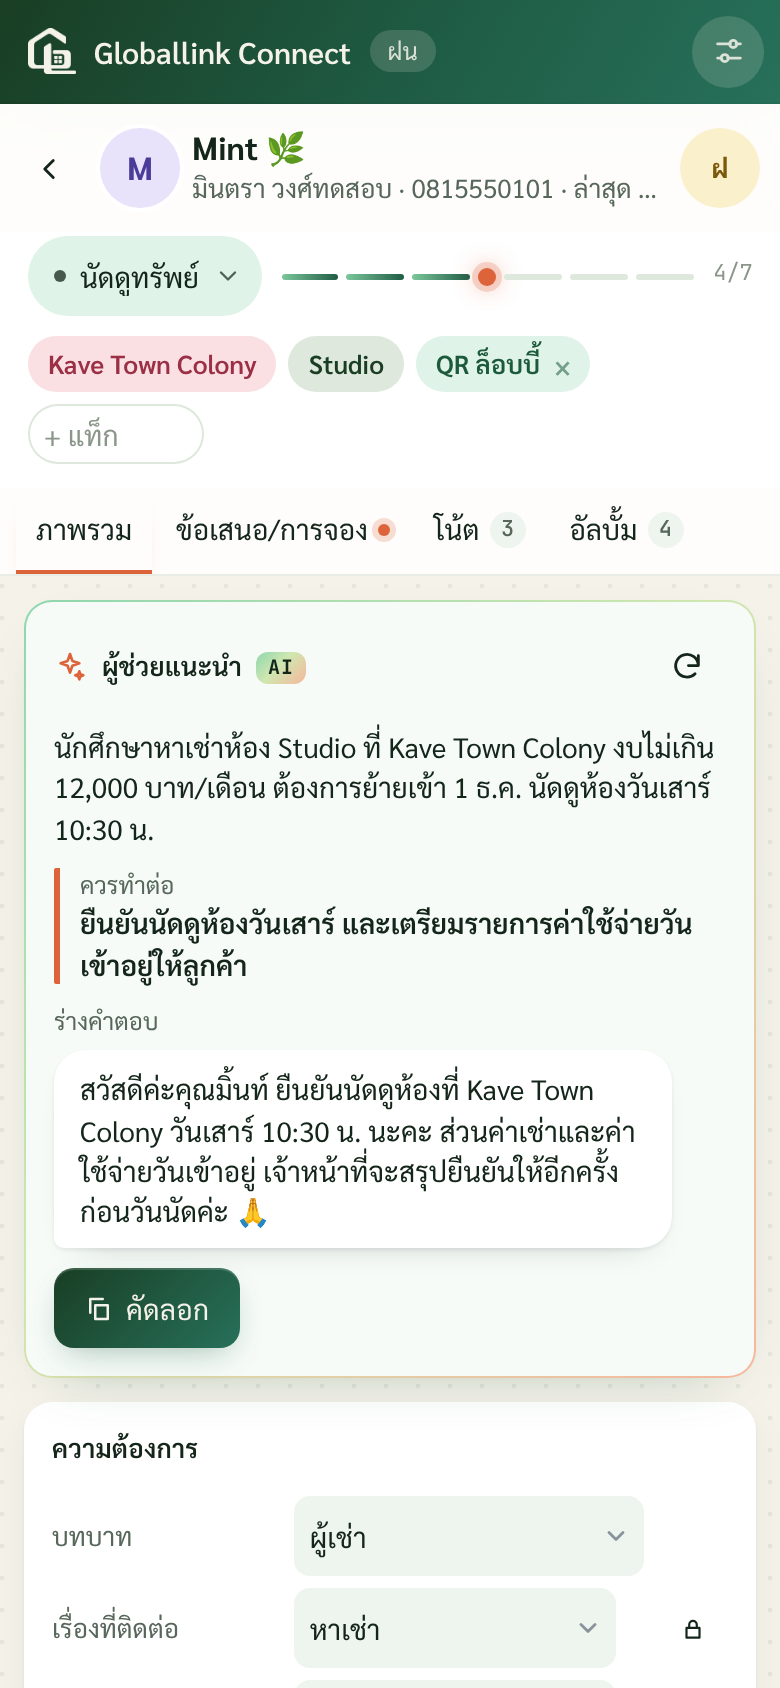 Globallink Connect ฝน
M Mint 🌿 ฝ
มินตรา วงศ์ทดสอบ · 0815550101 · ล่าสุด ...
นัดดูทรัพย์ 4/7
Kave Town Colony Studio QR ล็อบบี้ ×
+ แท็ก
ภาพรวม ข้อเสนอ/การจอง โน้ต 3 อัลบั้ม 4
ผู้ช่วยแนะนำ AI
นักศึกษาหาเช่าห้อง Studio ที่ Kave Town Colony งบไม่เกิน
12,000 บาท/เดือน ต้องการย้ายเข้า 1 ธ.ค. นัดดูห้องวันเสาร์
10:30 น.
ควรทำต่อ
ยืนยันนัดดูห้องวันเสาร์ และเตรียมรายการค่าใช้จ่ายวัน
เข้าอยู่ให้ลูกค้า
ร่างคำตอบ
สวัสดีค่ะคุณมิ้นท์ ยืนยันนัดดูห้องที่ Kave Town
Colony วันเสาร์ 10:30 น. นะคะ ส่วนค่าเช่าและค่า
ใช้จ่ายวันเข้าอยู่ เจ้าหน้าที่จะสรุปยืนยันให้อีกครั้ง
ก่อนวันนัดค่ะ 🙏
คัดลอก
ความต้องการ
บทบาท ผู้เช่า
เรื่องที่ติดต่อ หาเช่า